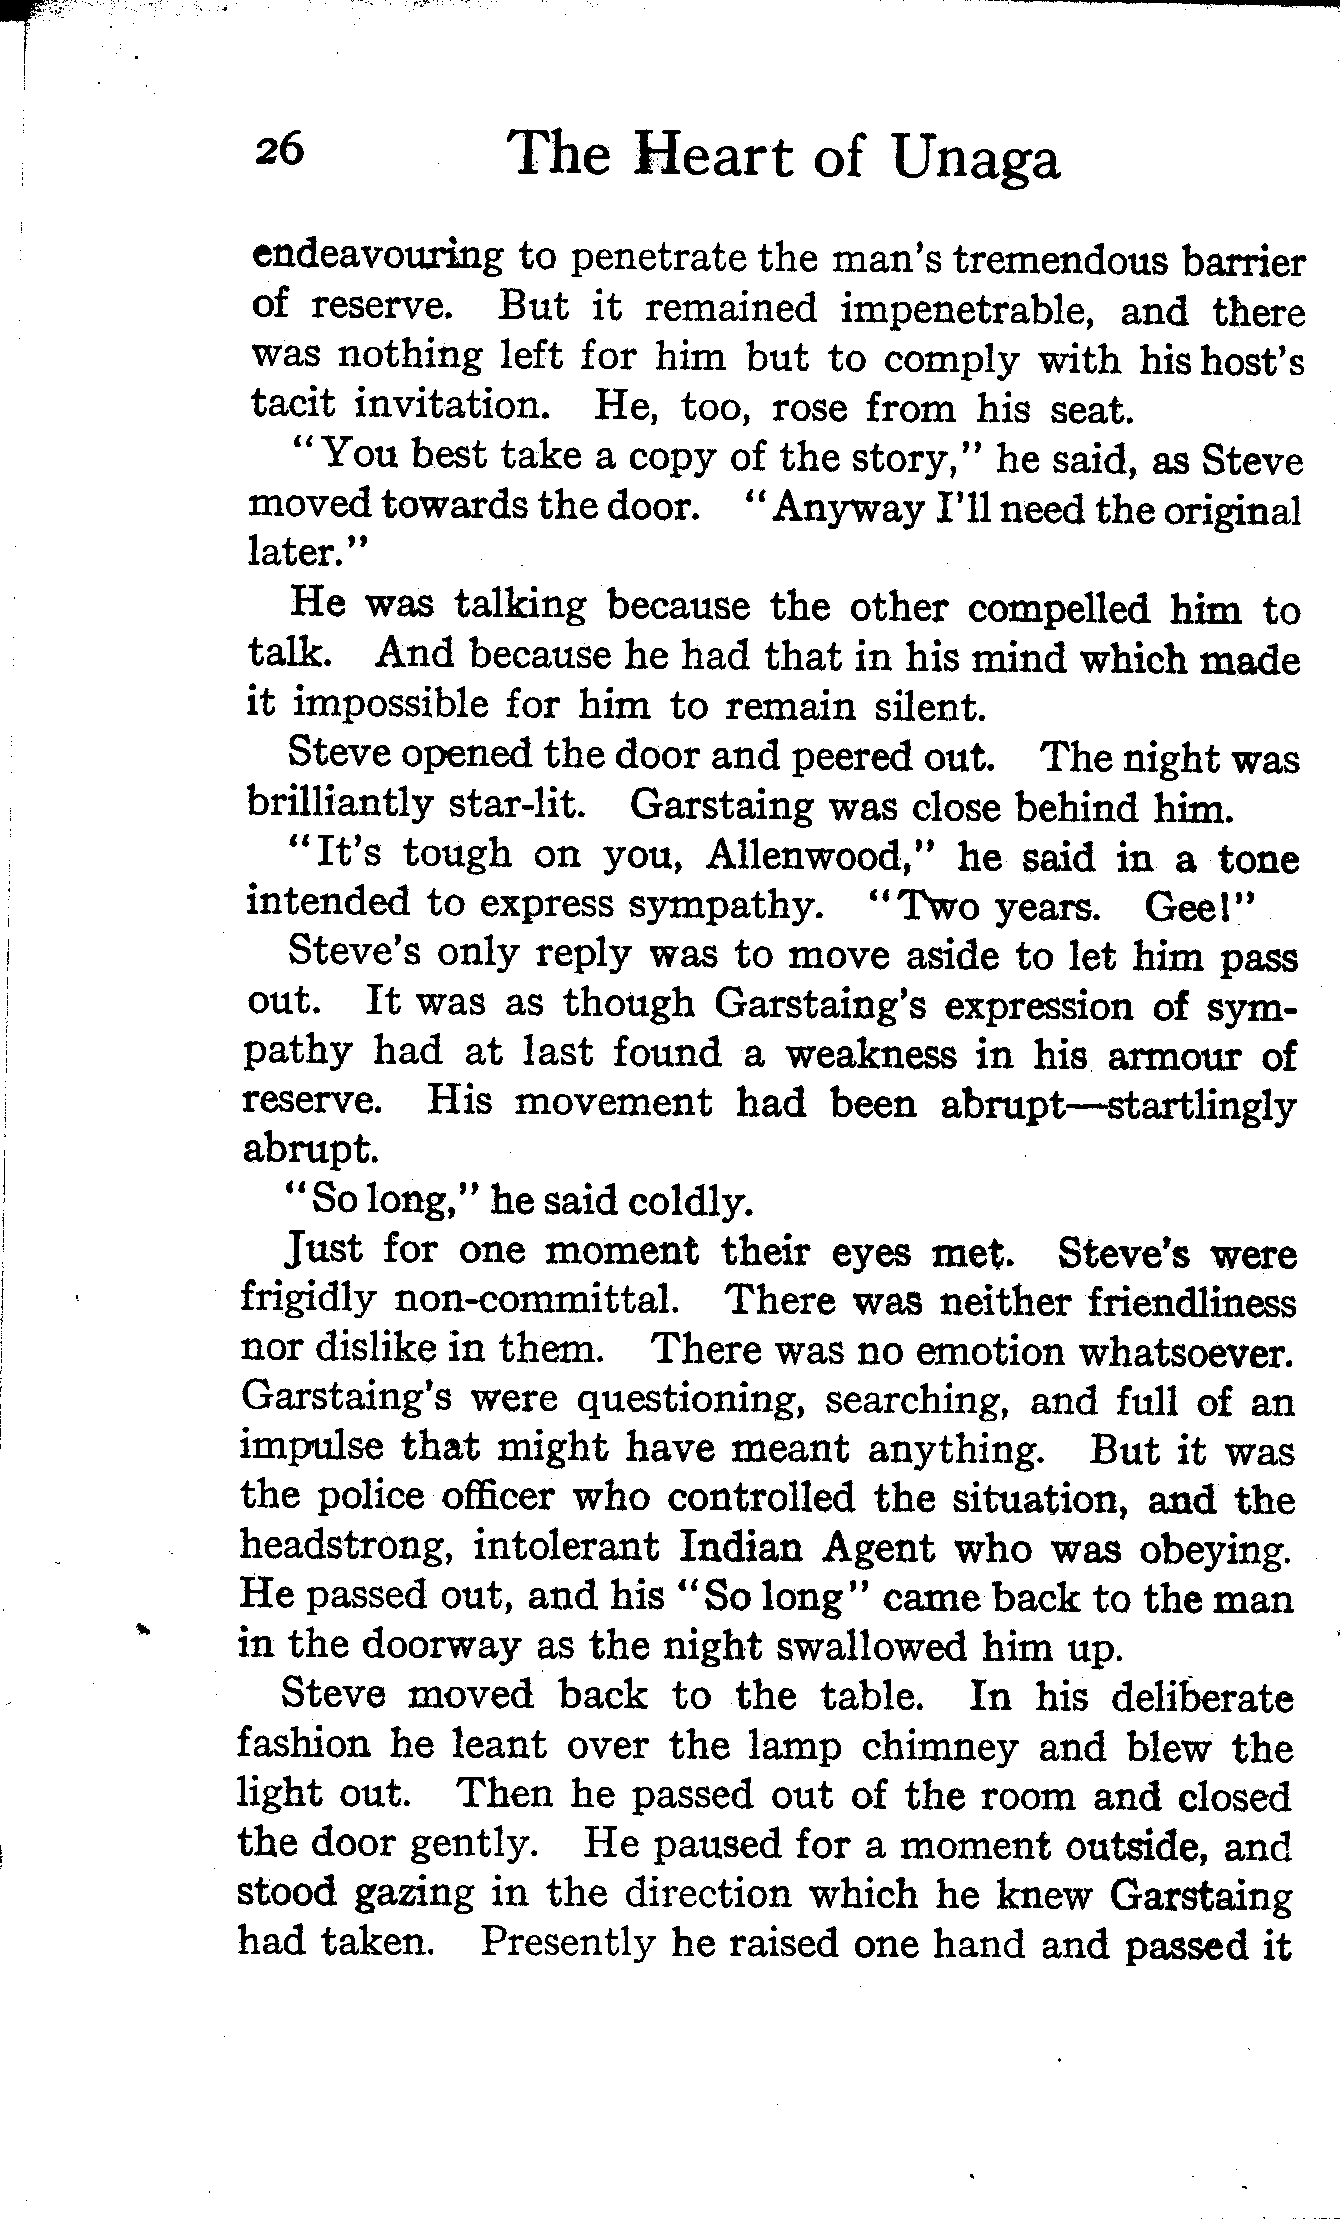 26 The Heart of Unaga
endeavouring to penetrate the man's tremendous barrier
of reserve. But it remained impenetrable, and there
was nothing left for him but to comply with his host's
tacit invitation. He, too, rose from his seat.
"You best take a copy of the story," he said, as Steve
moved towards the door. "Anyway I'll need the original
later."
He was talking because the other compelled him to
talk. And because he had that in his mind which made
it impossible for him to remain silent.
Steve opened the door and peered out. The night was
brilliantly star-lit. Garstaing was close behind him.
"It's tough on you, Allenwood," he said in a tone
intended to express sympathy. "Two years. Gee!"
Steve's only reply was to move aside to let him pass
out. It was as though Garstaing's expression of sym-
pathy had at last found a weakness in his armour of
reserve. His movement had been abrupt—startlingly
abrupt.
"So long," he said coldly.
Just for one moment their eyes met. Steve's were
frigidly non-committal. There was neither friendliness
nor dislike in them. There was no emotion whatsoever.
Garstaing's were questioning, searching, and full of an
impulse that might have meant anything. But it was
the police officer who controlled the situation, and the
headstrong, intolerant Indian Agent who was obeying.
He passed out, and his "So long" came back to the man
in the doorway as the night swallowed him up.
Steve moved back to the table. In his deliberate
fashion he leant over the lamp chimney and blew the
light out. Then he passed out of the room and closed
the door gently. He paused for a moment outside, and
stood gazing in the direction which he knew Garstaing
had taken. Presently he raised one hand and passed it